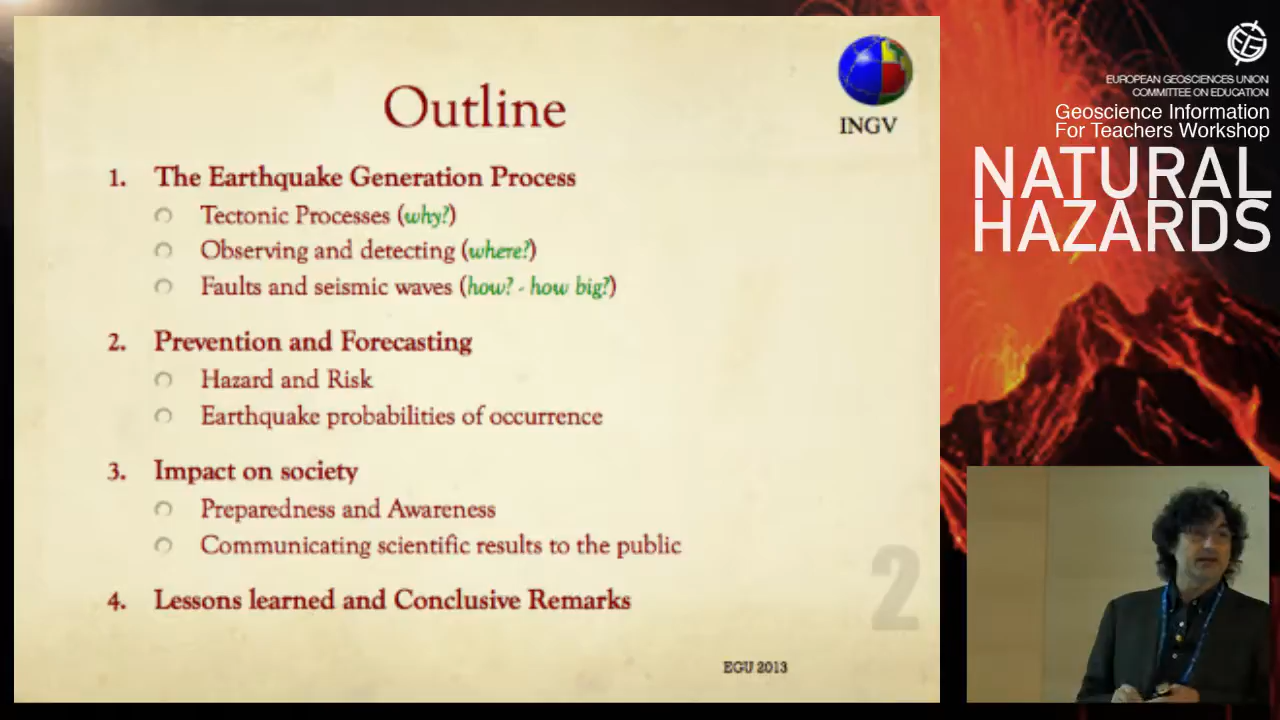 Outline
INGV
1. The Earthquake Generation Process
Tectonic Processes (why?)
Observing and detecting (where?)
Faults and seismic waves (how? - how big?)
2. Prevention and Forecasting
Hazard and Risk
Earthquake probabilities of occurrence
3. Impact on society
Preparedness and Awareness
Communicating scientific results to the public
4. Lessons learned and Conclusive Remarks
2
EGU 2013
EUROPEAN GEOSCIENCES UNION
COMMITTEE ON EDUCATION
Geoscience Information
For Teachers Workshop
NATURAL
HAZARDS